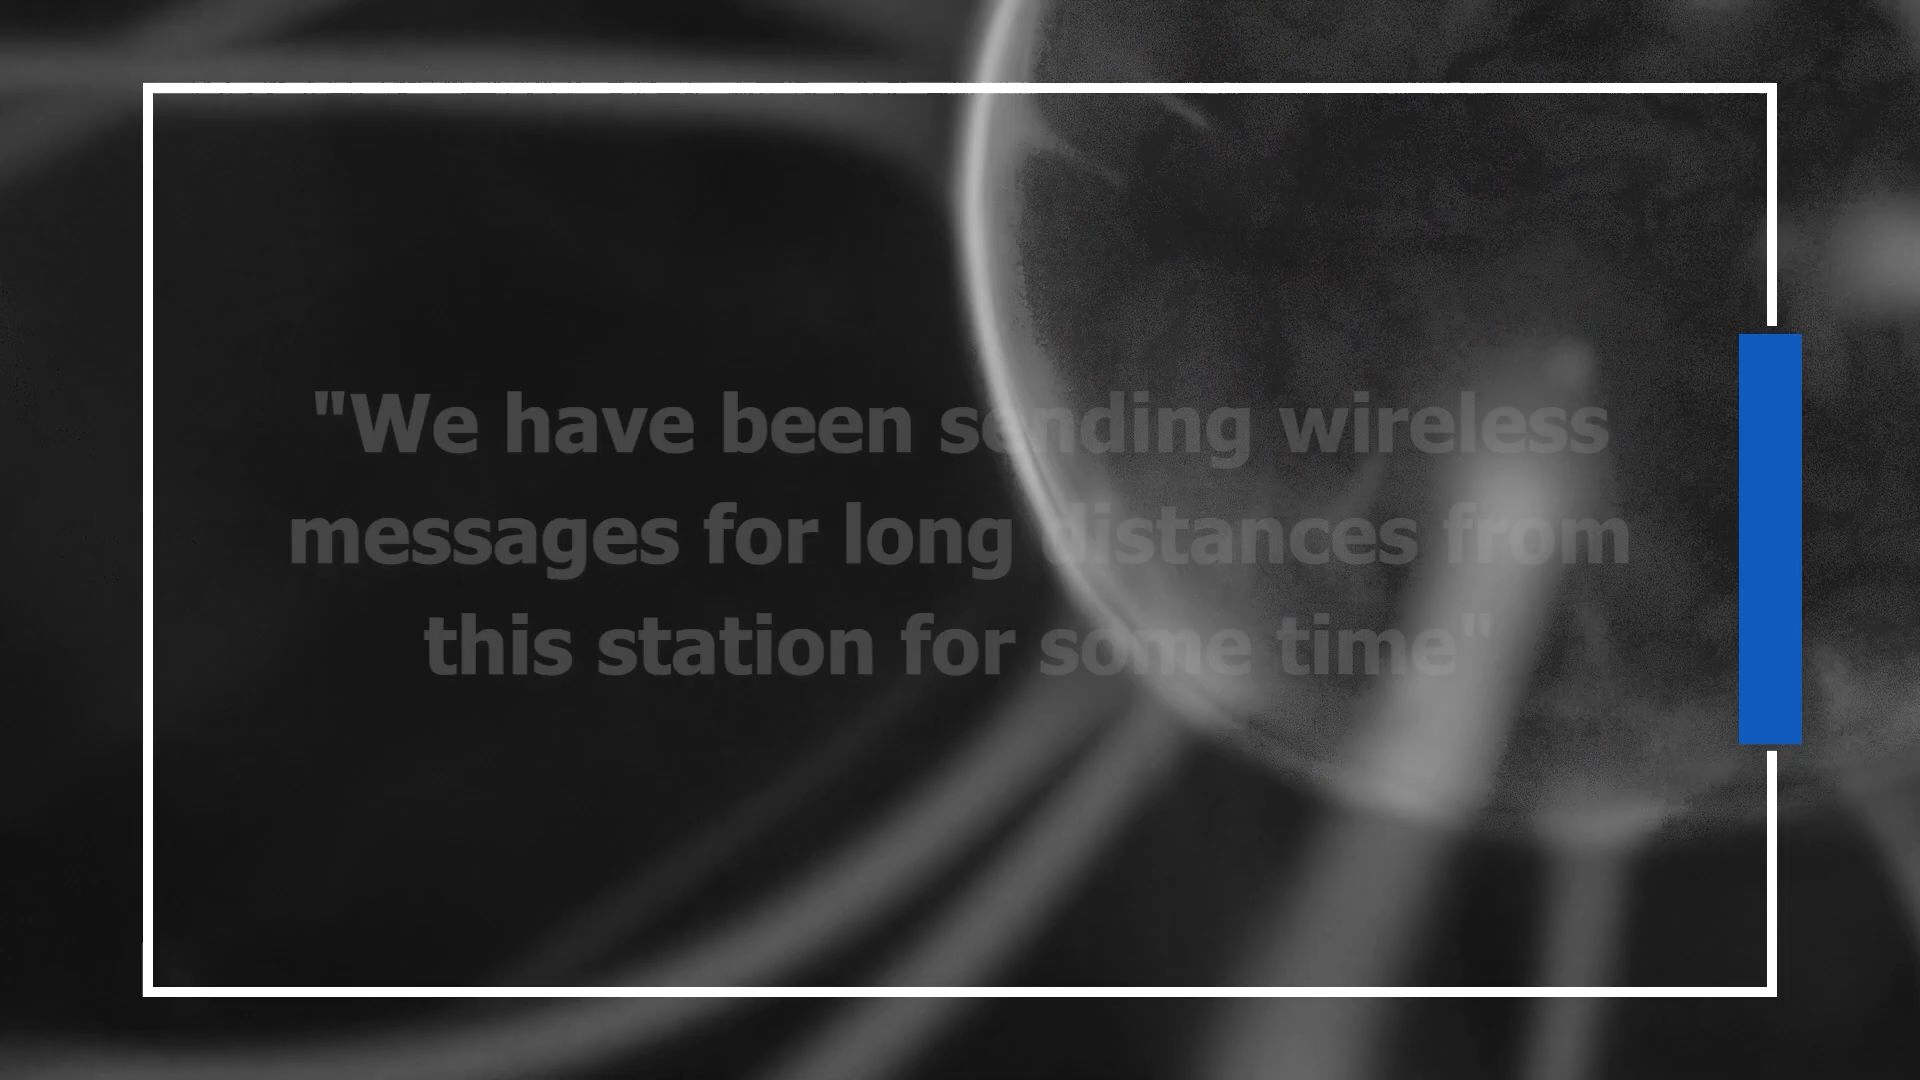 "We have been sending wireless
messages for long distances from
this station for some time"